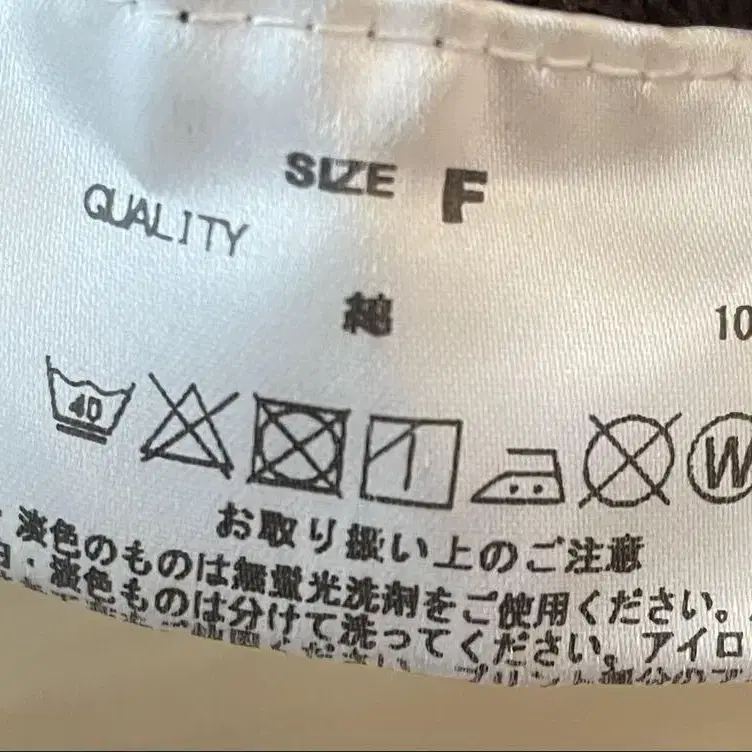 SIZE F
QUALITY
綿 10
40
W
お取り扱い上のご注意
淡色のものは無蛍光洗剤をご使用ください。
・淡色ものは分けて洗ってください。アイロ